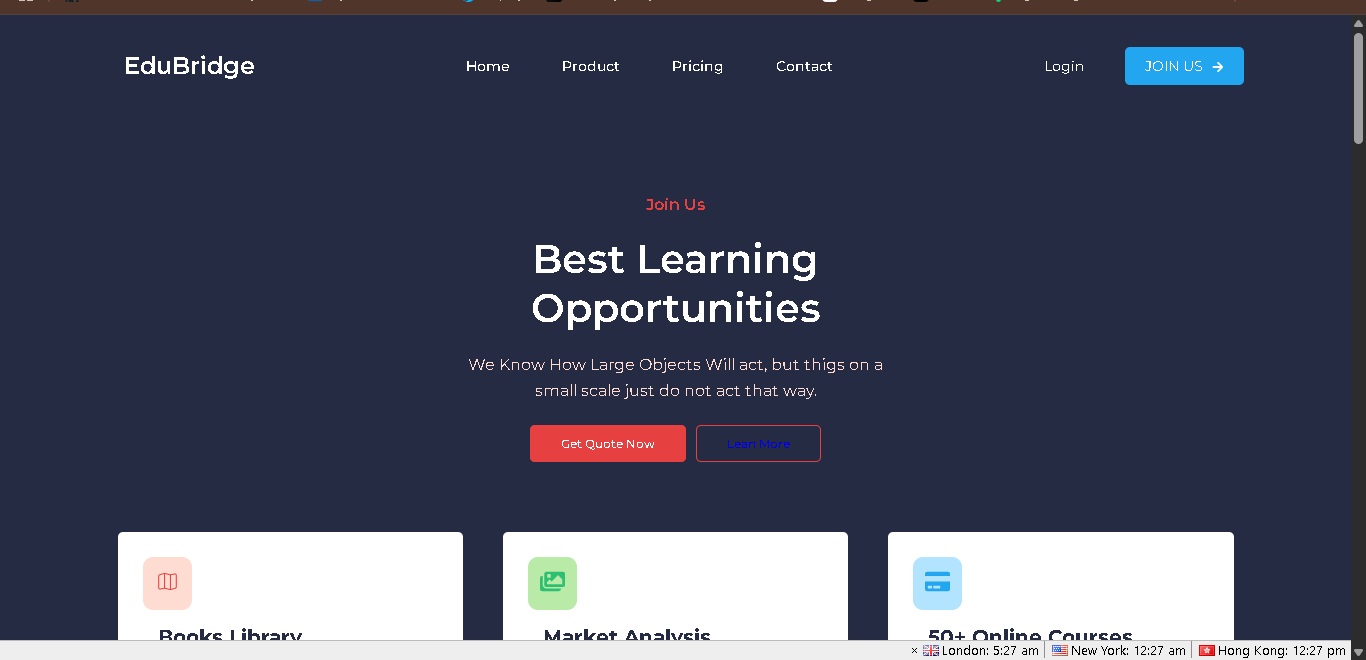 EduBridge
Home Product Pricing Contact
Login
JOIN US
Join Us
Best Learning
Opportunities
We Know How Large Objects Will act, but thigs on a
small scale just do not act that way.
Get Quote Now
Lean More
Books Library
Market Analysis
50+ Online Courses
× London: 5:27 am New York: 12:27 am Hong Kong: 12:27 pm